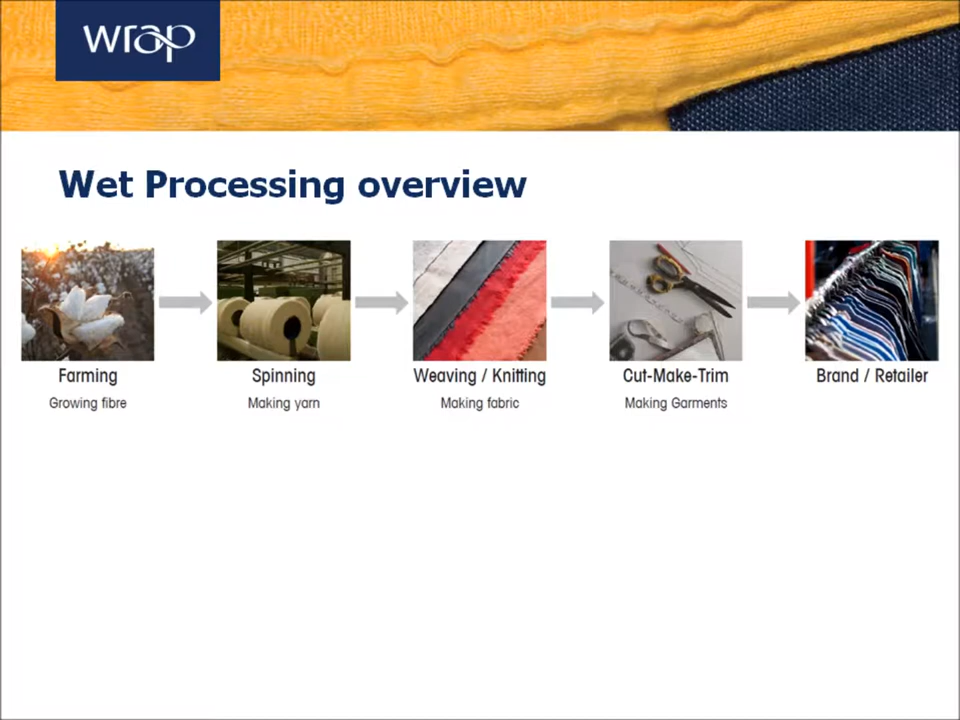 wrap
Wet Processing overview
Farming
Growing fibre
Spinning
Making yarn
Weaving / Knitting
Making fabric
Cut-Make-Trim
Making Garments
Brand / Retailer